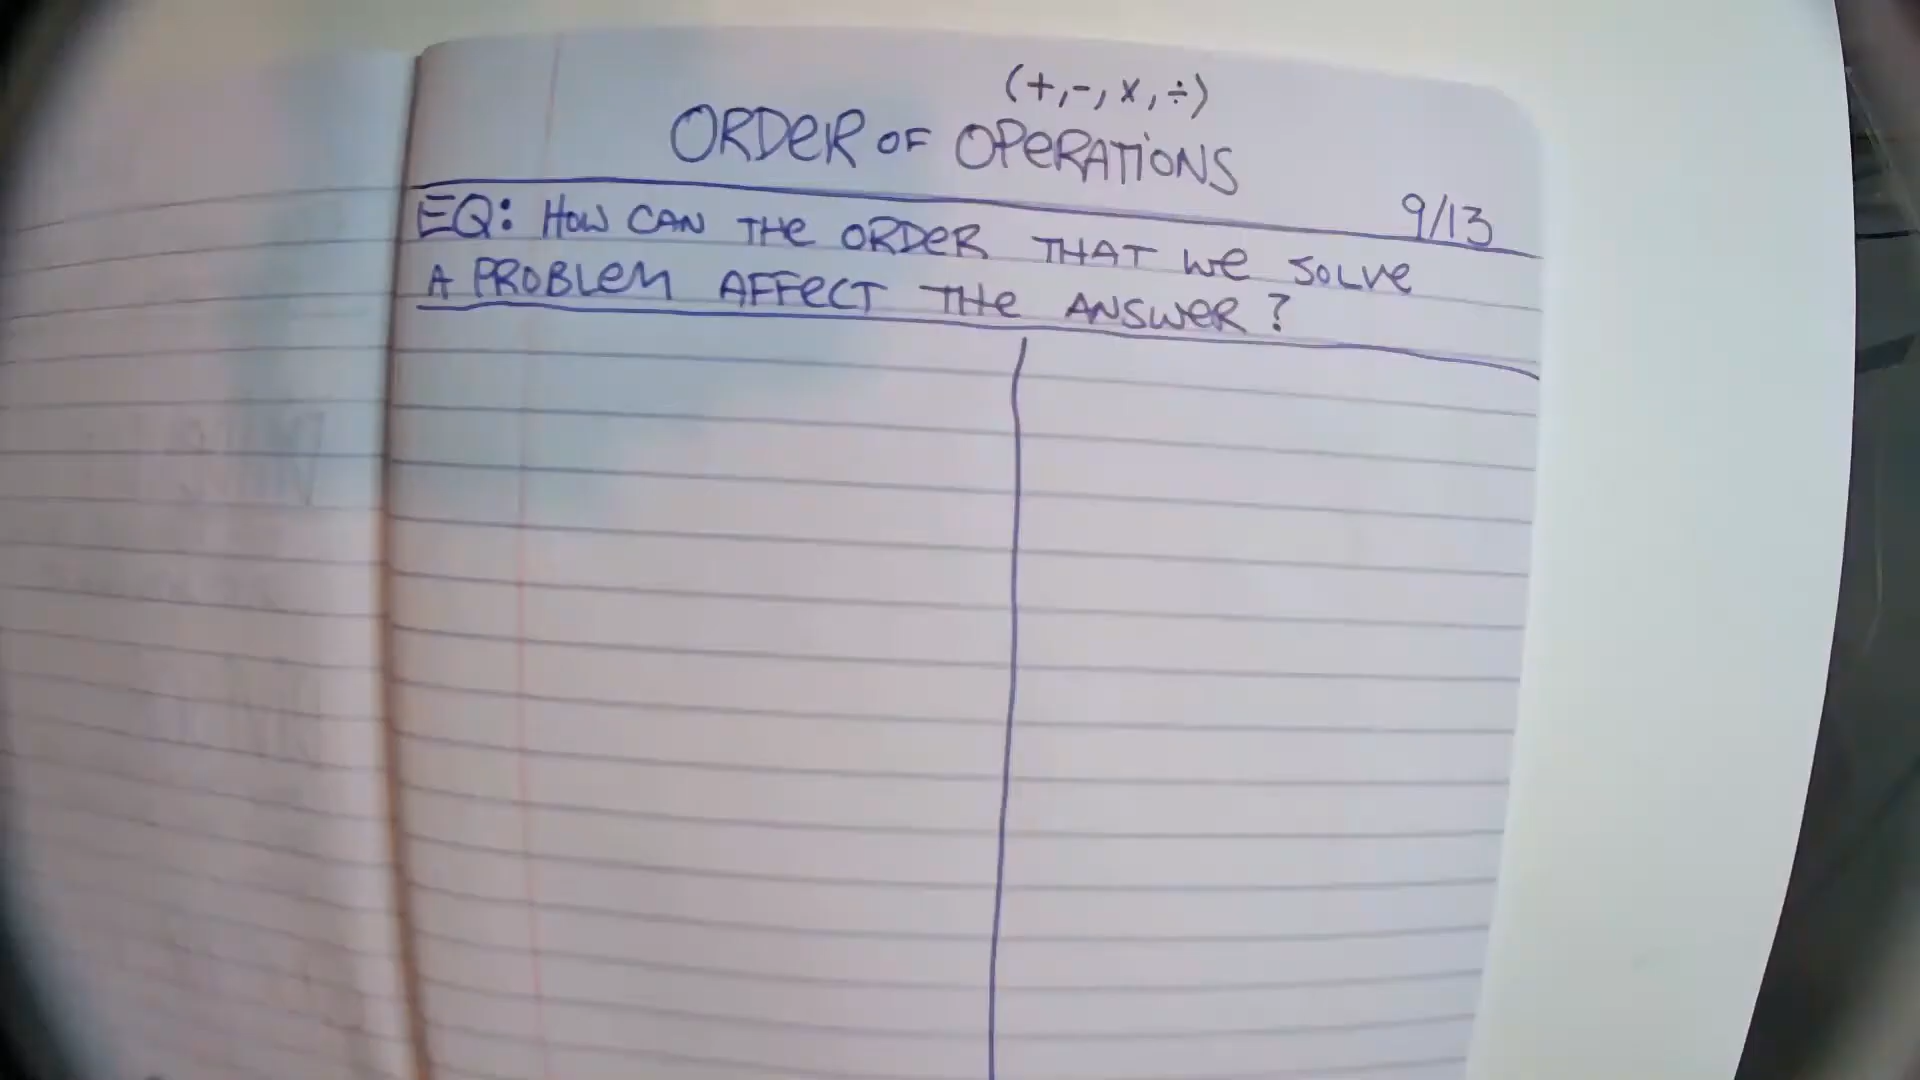 (+,-,x,÷)
ORDER OF OPERATIONS
9/13
EQ: HOW CAN THE ORDER THAT WE SOLVE
A PROBLEM AFFECT THE ANSWER?